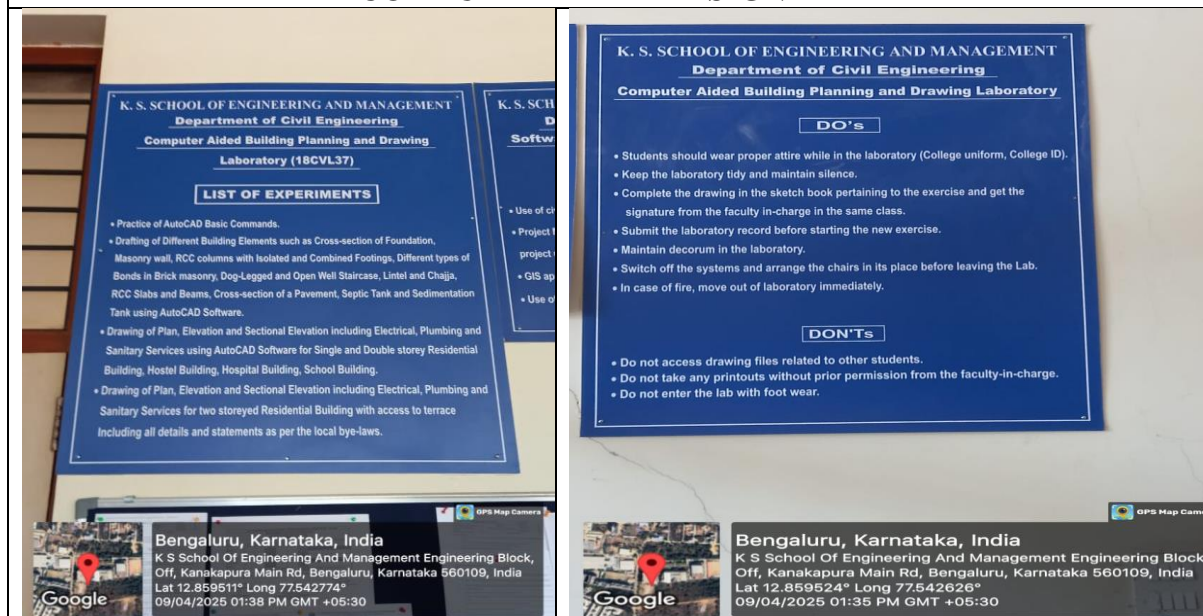 K. S. SCHOOL OF ENGINEERING AND MANAGEMENT
Department of Civil Engineering
Computer Aided Building Planning and Drawing
Laboratory (18CVL37)
LIST OF EXPERIMENTS
• Practice of AutoCAD Basic Commands.
• Drafting of Different Building Elements such as Cross-section of Foundation,
Masonry wall, RCC columns with Isolated and Combined Footings, Different types of
Bonds in Brick masonry, Dog-Legged and Open Well Staircase, Lintel and Chajja,
RCC Slabs and Beams, Cross-section of a Pavement, Septic Tank and Sedimentation
Tank using AutoCAD Software.
• Drawing of Plan, Elevation and Sectional Elevation including Electrical, Plumbing and
Sanitary Services using AutoCAD Software for Single and Double storey Residential
Building, Hostel Building, Hospital Building, School Building.
• Drawing of Plan, Elevation and Sectional Elevation including Electrical, Plumbing and
Sanitary Services for two storeyed Residential Building with access to terrace
Including all details and statements as per the local bye-laws.
K. S. SCH
D
Softw
• Use of ci
• Project
project
• GIS ap
• Use o
GPS Map Camera
Google
Bengaluru, Karnataka, India
K S School Of Engineering And Management Engineering Block,
Off, Kanakapura Main Rd, Bengaluru, Karnataka 560109, India
Lat 12.859511° Long 77.542774°
09/04/2025 01:38 PM GMT +05:30
K. S. SCHOOL OF ENGINEERING AND MANAGEMENT
Department of Civil Engineering
Computer Aided Building Planning and Drawing Laboratory
DO's
• Students should wear proper attire while in the laboratory (College uniform, College ID).
• Keep the laboratory tidy and maintain silence.
• Complete the drawing in the sketch book pertaining to the exercise and get the
signature from the faculty in-charge in the same class.
• Submit the laboratory record before starting the new exercise.
• Maintain decorum in the laboratory.
• Switch off the systems and arrange the chairs in its place before leaving the Lab.
• In case of fire, move out of laboratory immediately.
DON'Ts
• Do not access drawing files related to other students.
• Do not take any printouts without prior permission from the faculty-in-charge.
• Do not enter the lab with foot wear.
GPS Map Came
Google
Bengaluru, Karnataka, India
K S School Of Engineering And Management Engineering Block
Off, Kanakapura Main Rd, Bengaluru, Karnataka 560109, India
Lat 12.859524° Long 77.542626°
09/04/2025 01:35 PM GMT +05:30